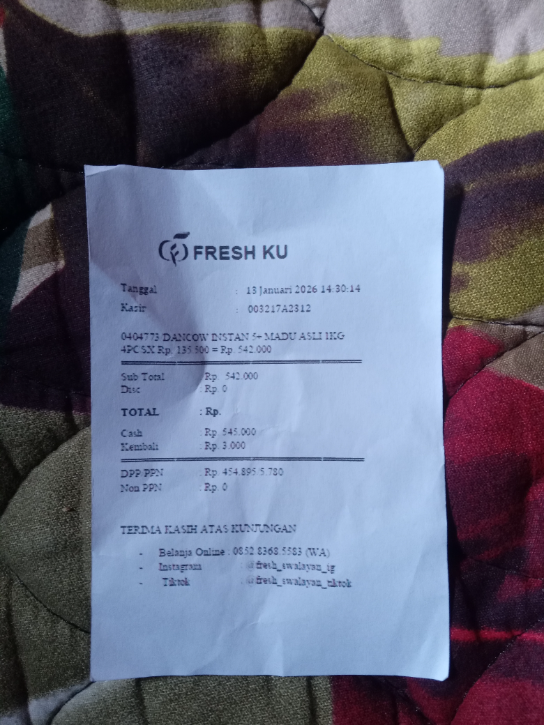 FRESH KU
Tanggal : 13 Januari 2026 14:30:14
Kasir : 003217A2312
0404773 DANCOW INSTAN 5+ MADU ASLI 1KG
4PCSX Rp. 135.500 = Rp. 542.000
Sub Total : Rp. 542.000
Disc : Rp. 0
TOTAL : Rp.
Cash : Rp. 545.000
Kembali : Rp. 3.000
DPP/PPN : Rp. 454.895 5.780
Non PPN : Rp. 0
TERIMA KASIH ATAS KUNJUNGAN
- Belanja Online : 0852 8368 5583 (WA)
- Instagram : @fresh_swalayan_ig
- Tiktok : @fresh_swalayan_tiktok